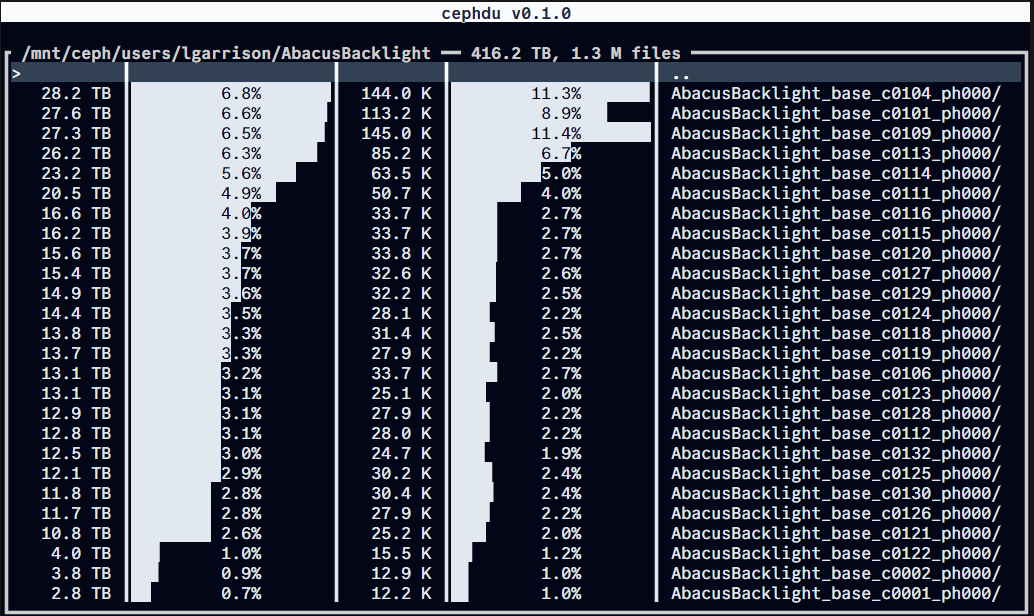 cephdu v0.1.0
/mnt/ceph/users/lgarrison/AbacusBacklight — 416.2 TB, 1.3 M files
> ..
28.2 TB 6.8% 144.0 K 11.3% AbacusBacklight_base_c0104_ph000/
27.6 TB 6.6% 113.2 K 8.9% AbacusBacklight_base_c0101_ph000/
27.3 TB 6.5% 145.0 K 11.4% AbacusBacklight_base_c0109_ph000/
26.2 TB 6.3% 85.2 K 6.7% AbacusBacklight_base_c0113_ph000/
23.2 TB 5.6% 63.5 K 5.0% AbacusBacklight_base_c0114_ph000/
20.5 TB 4.9% 50.7 K 4.0% AbacusBacklight_base_c0111_ph000/
16.6 TB 4.0% 33.7 K 2.7% AbacusBacklight_base_c0116_ph000/
16.2 TB 3.9% 33.7 K 2.7% AbacusBacklight_base_c0115_ph000/
15.6 TB 3.7% 33.8 K 2.7% AbacusBacklight_base_c0120_ph000/
15.4 TB 3.7% 32.6 K 2.6% AbacusBacklight_base_c0127_ph000/
14.9 TB 3.6% 32.2 K 2.5% AbacusBacklight_base_c0129_ph000/
14.4 TB 3.5% 28.1 K 2.2% AbacusBacklight_base_c0124_ph000/
13.8 TB 3.3% 31.4 K 2.5% AbacusBacklight_base_c0118_ph000/
13.7 TB 3.3% 27.9 K 2.2% AbacusBacklight_base_c0119_ph000/
13.1 TB 3.2% 33.7 K 2.7% AbacusBacklight_base_c0106_ph000/
13.1 TB 3.1% 25.1 K 2.0% AbacusBacklight_base_c0123_ph000/
12.9 TB 3.1% 27.9 K 2.2% AbacusBacklight_base_c0128_ph000/
12.8 TB 3.1% 28.0 K 2.2% AbacusBacklight_base_c0112_ph000/
12.5 TB 3.0% 24.7 K 1.9% AbacusBacklight_base_c0132_ph000/
12.1 TB 2.9% 30.2 K 2.4% AbacusBacklight_base_c0125_ph000/
11.8 TB 2.8% 30.4 K 2.4% AbacusBacklight_base_c0130_ph000/
11.7 TB 2.8% 27.9 K 2.2% AbacusBacklight_base_c0126_ph000/
10.8 TB 2.6% 25.2 K 2.0% AbacusBacklight_base_c0121_ph000/
4.0 TB 1.0% 15.5 K 1.2% AbacusBacklight_base_c0122_ph000/
3.8 TB 0.9% 12.9 K 1.0% AbacusBacklight_base_c0002_ph000/
2.8 TB 0.7% 12.2 K 1.0% AbacusBacklight_base_c0001_ph000/